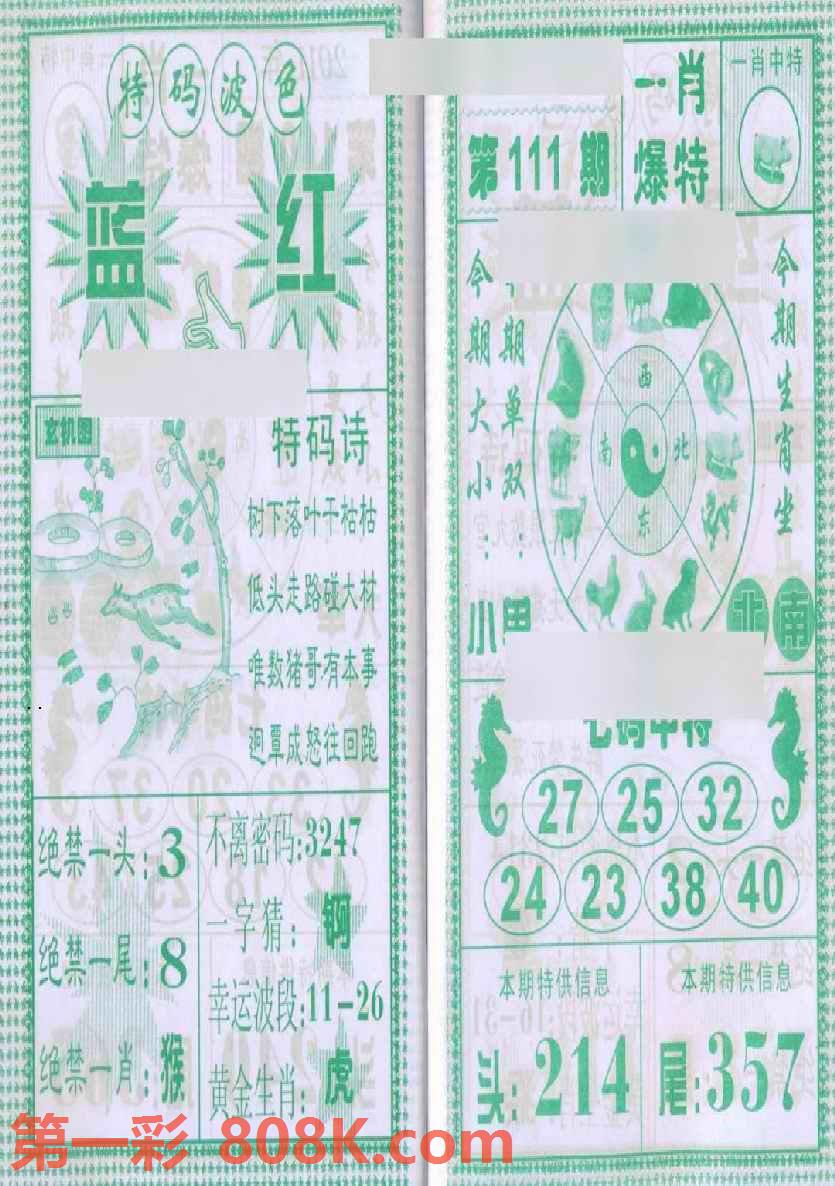 特码波色
蓝 红
玄机图
特码诗
树下落叶干枯枯
低头走路碰大材
唯数猪哥有本事
迥覃成怒往回跑
绝禁一头:3
绝禁一尾:8
绝禁一肖:猴
不离密码:3247
一字猜:钢
幸运波段:11-26
黄金生肖:虎
第111期
一肖
爆特
一肖中特
今期大小:小
期单双:
今期生肖坐
北南
西
南 北
东
七码中特
27 25 32
24 23 38 40
本期特供信息
头:214
本期特供信息
尾:357
第一彩 808K.com